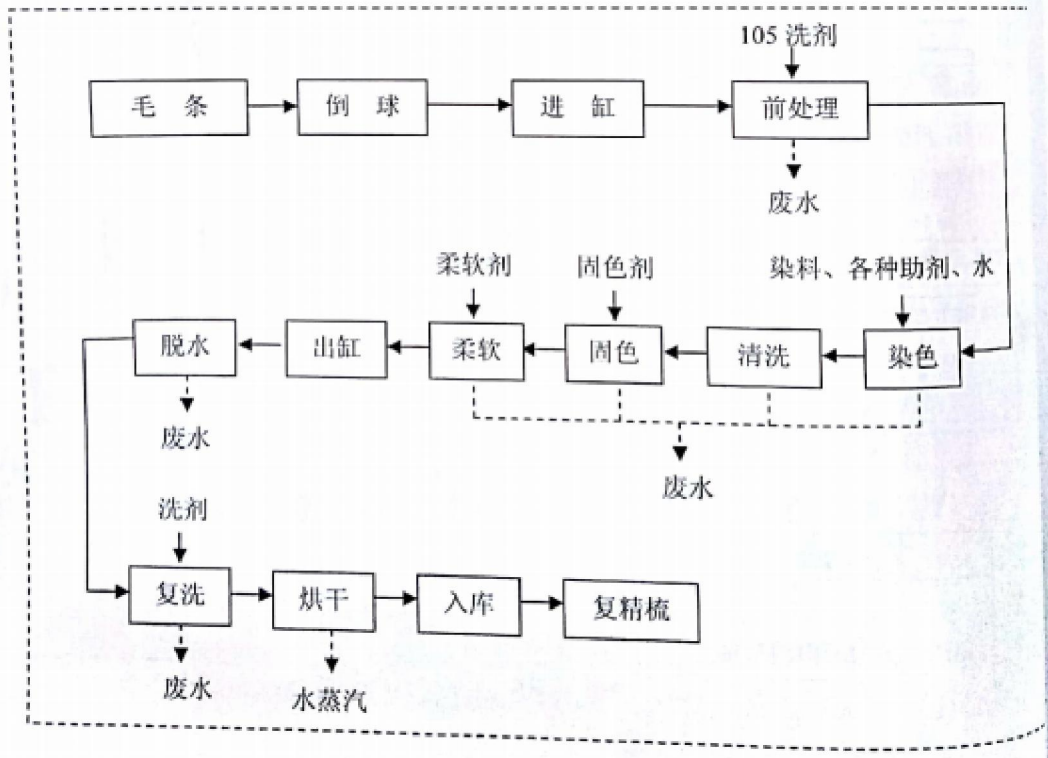 105 洗剂
毛 条 倒 球 进 缸 前处理
废水
柔软剂 固色剂 染料、各种助剂、水
脱水 出缸 柔软 固色 清洗 染色
废水
废水
洗剂
复洗 烘干 入库 复精梳
废水 水蒸汽